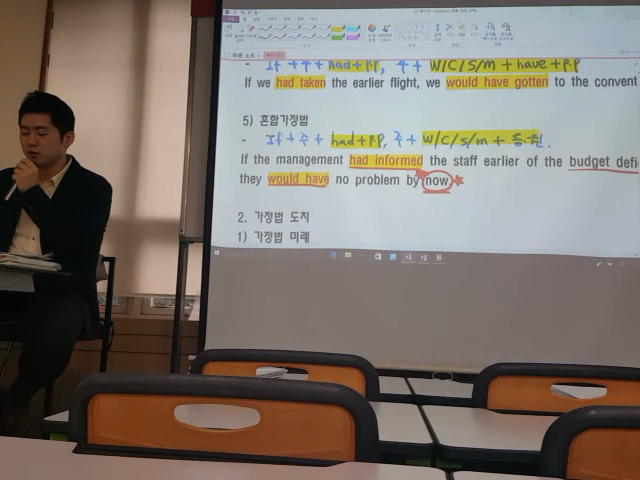 - If + 주 + had + p.p, 주 + W/C/S/m + have + p.p
If we had taken the earlier flight, we would have gotten to the convent
5) 혼합가정법
- If + 주 + had + p.p, 주 + W/C/S/m + 동.원.
If the management had informed the staff earlier of the budget defi
they would have no problem by now
2. 가정법 도치
1) 가정법 미래